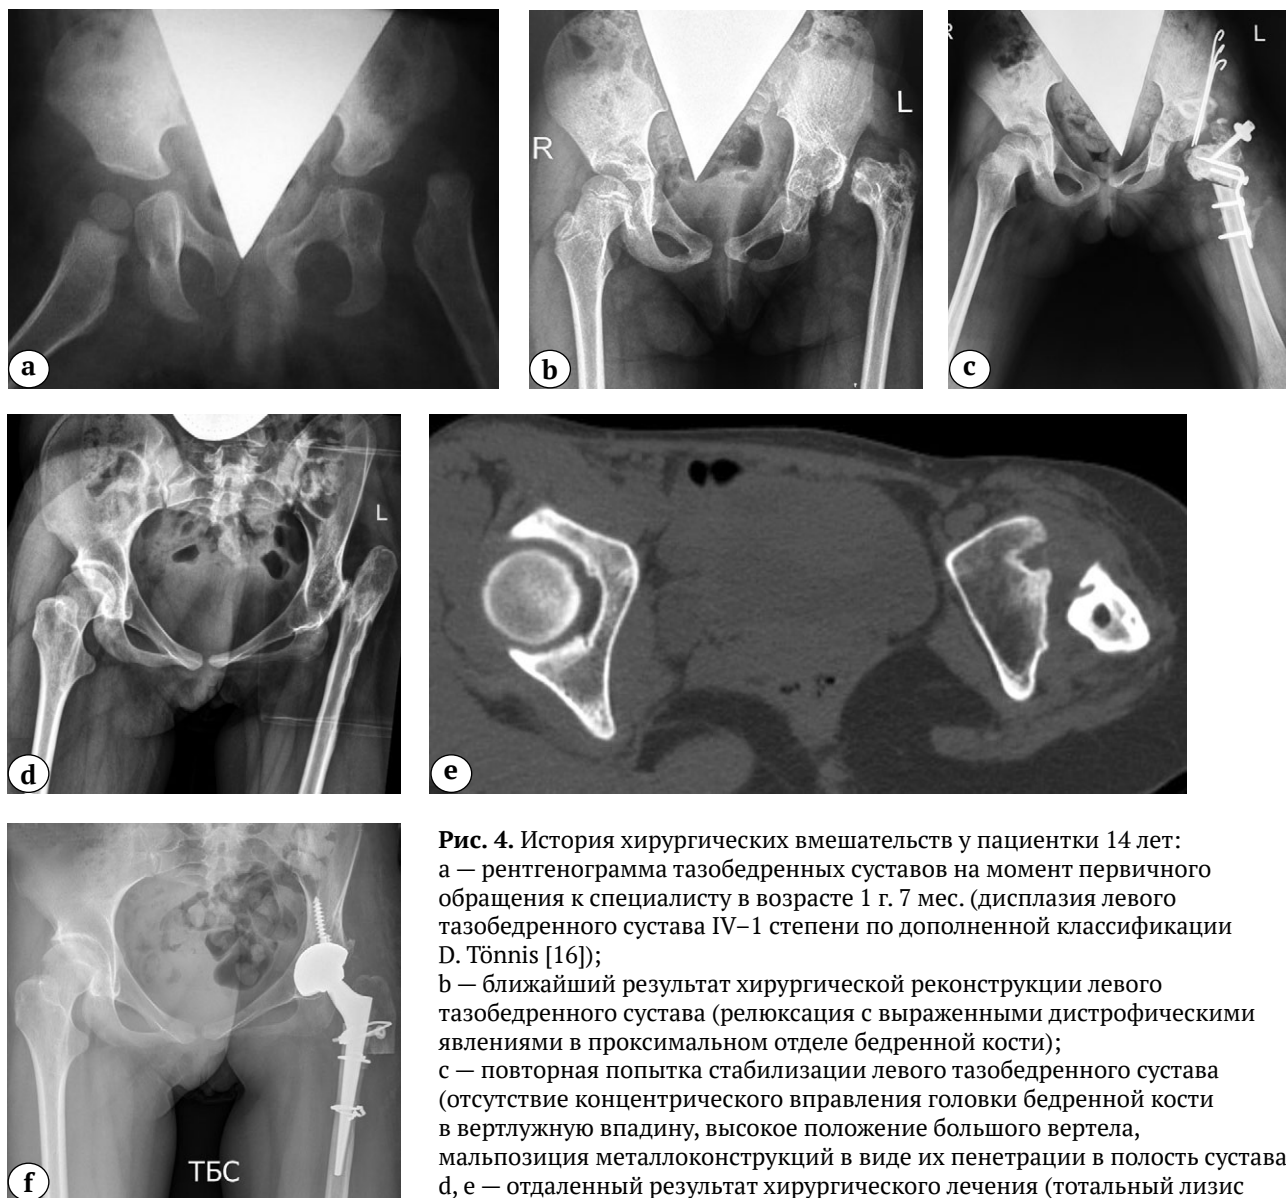 a
R
L
b
R
L
c
L
d
e
ТБС
f
Рис. 4. История хирургических вмешательств у пациентки 14 лет:
a — рентгенограмма тазобедренных суставов на момент первичного
обращения к специалисту в возрасте 1 г. 7 мес. (дисплазия левого
тазобедренного сустава IV–1 степени по дополненной классификации
D. Tönnis [16]);
b — ближайший результат хирургической реконструкции левого
тазобедренного сустава (релюксация с выраженными дистрофическими
явлениями в проксимальном отделе бедренной кости);
c — повторная попытка стабилизации левого тазобедренного сустава
(отсутствие концентрического вправления головки бедренной кости
в вертлужную впадину, высокое положение большого вертела,
мальпозиция металлоконструкций в виде их пенетрации в полость сустава
d, e — отдаленный результат хирургического лечения (тотальный лизис